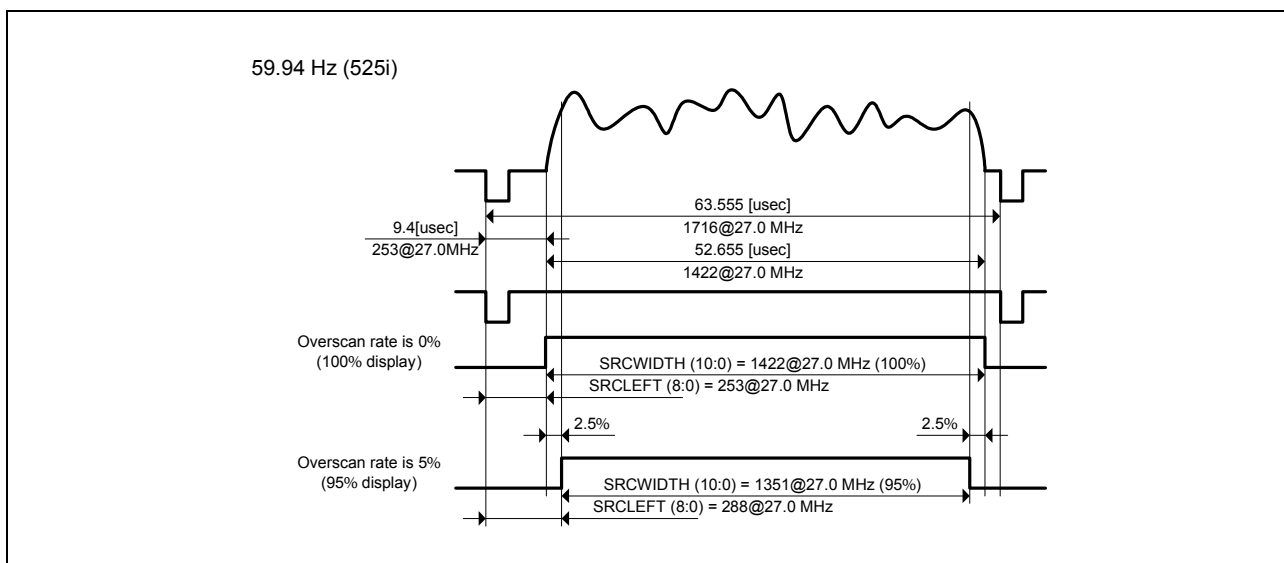 59.94 Hz (525i)
63.555 [usec]
1716@27.0 MHz
9.4[usec]
253@27.0MHz
52.655 [usec]
1422@27.0 MHz
Overscan rate is 0%
(100% display)
SRCWIDTH (10:0) = 1422@27.0 MHz (100%)
SRCLEFT (8:0) = 253@27.0 MHz
2.5%
2.5%
Overscan rate is 5%
(95% display)
SRCWIDTH (10:0) = 1351@27.0 MHz (95%)
SRCLEFT (8:0) = 288@27.0 MHz